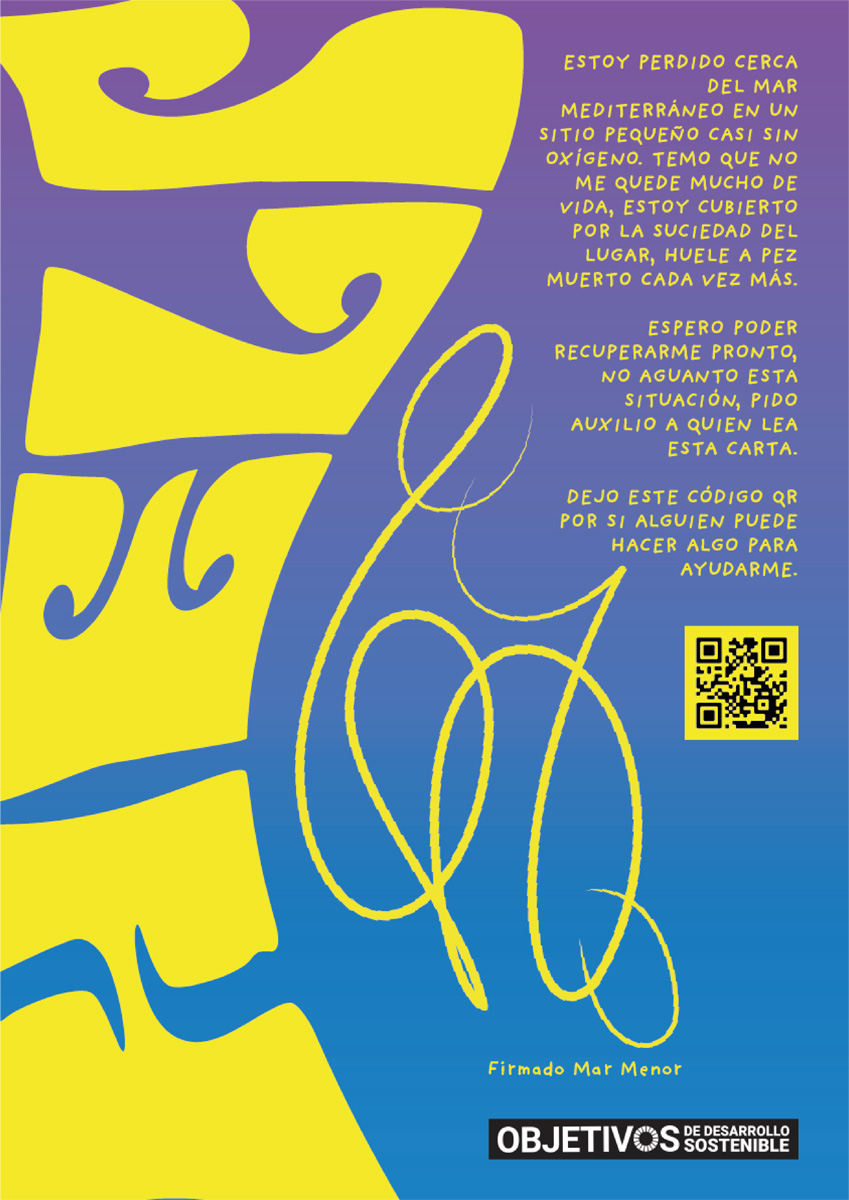 ESTOY PERDIDO CERCA
DEL MAR
MEDITERRÁNEO EN UN
SITIO PEQUEÑO CASI SIN
OXÍGENO. TEMO QUE NO
ME QUEDE MUCHO DE
VIDA, ESTOY CUBIERTO
POR LA SUCIEDAD DEL
LUGAR, HUELE A PEZ
MUERTO CADA VEZ MÁS.
ESPERO PODER
RECUPERARME PRONTO,
NO AGUANTO ESTA
SITUACIÓN, PIDO
AUXILIO A QUIEN LEA
ESTA CARTA.
DEJO ESTE CÓDIGO QR
POR SI ALGUIEN PUEDE
HACER ALGO PARA
AYUDARME.
Firmado Mar Menor
OBJETIVOS DE DESARROLLO
SOSTENIBLE